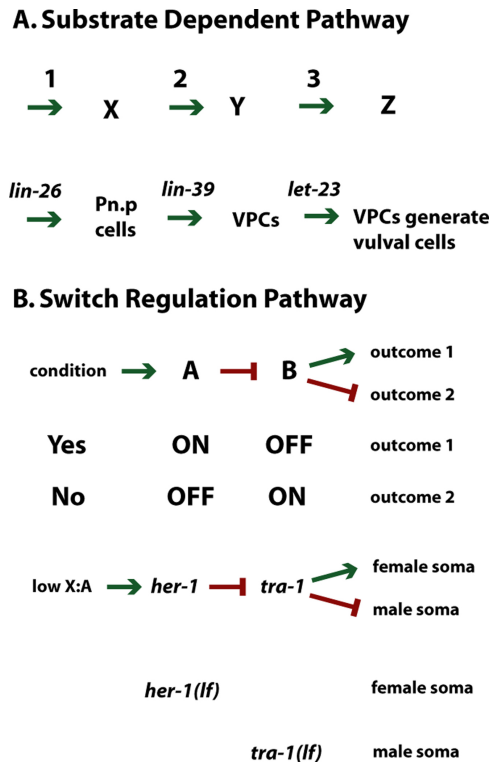 A. Substrate Dependent Pathway
1 2 3
X Y Z
lin-26 lin-39 let-23
Pn.p cells VPCs VPCs generate vulval cells
B. Switch Regulation Pathway
outcome 1
condition A B
outcome 2
Yes ON OFF outcome 1
No OFF ON outcome 2
female soma
low X:A her-1 tra-1
male soma
her-1(lf) female soma
tra-1(lf) male soma